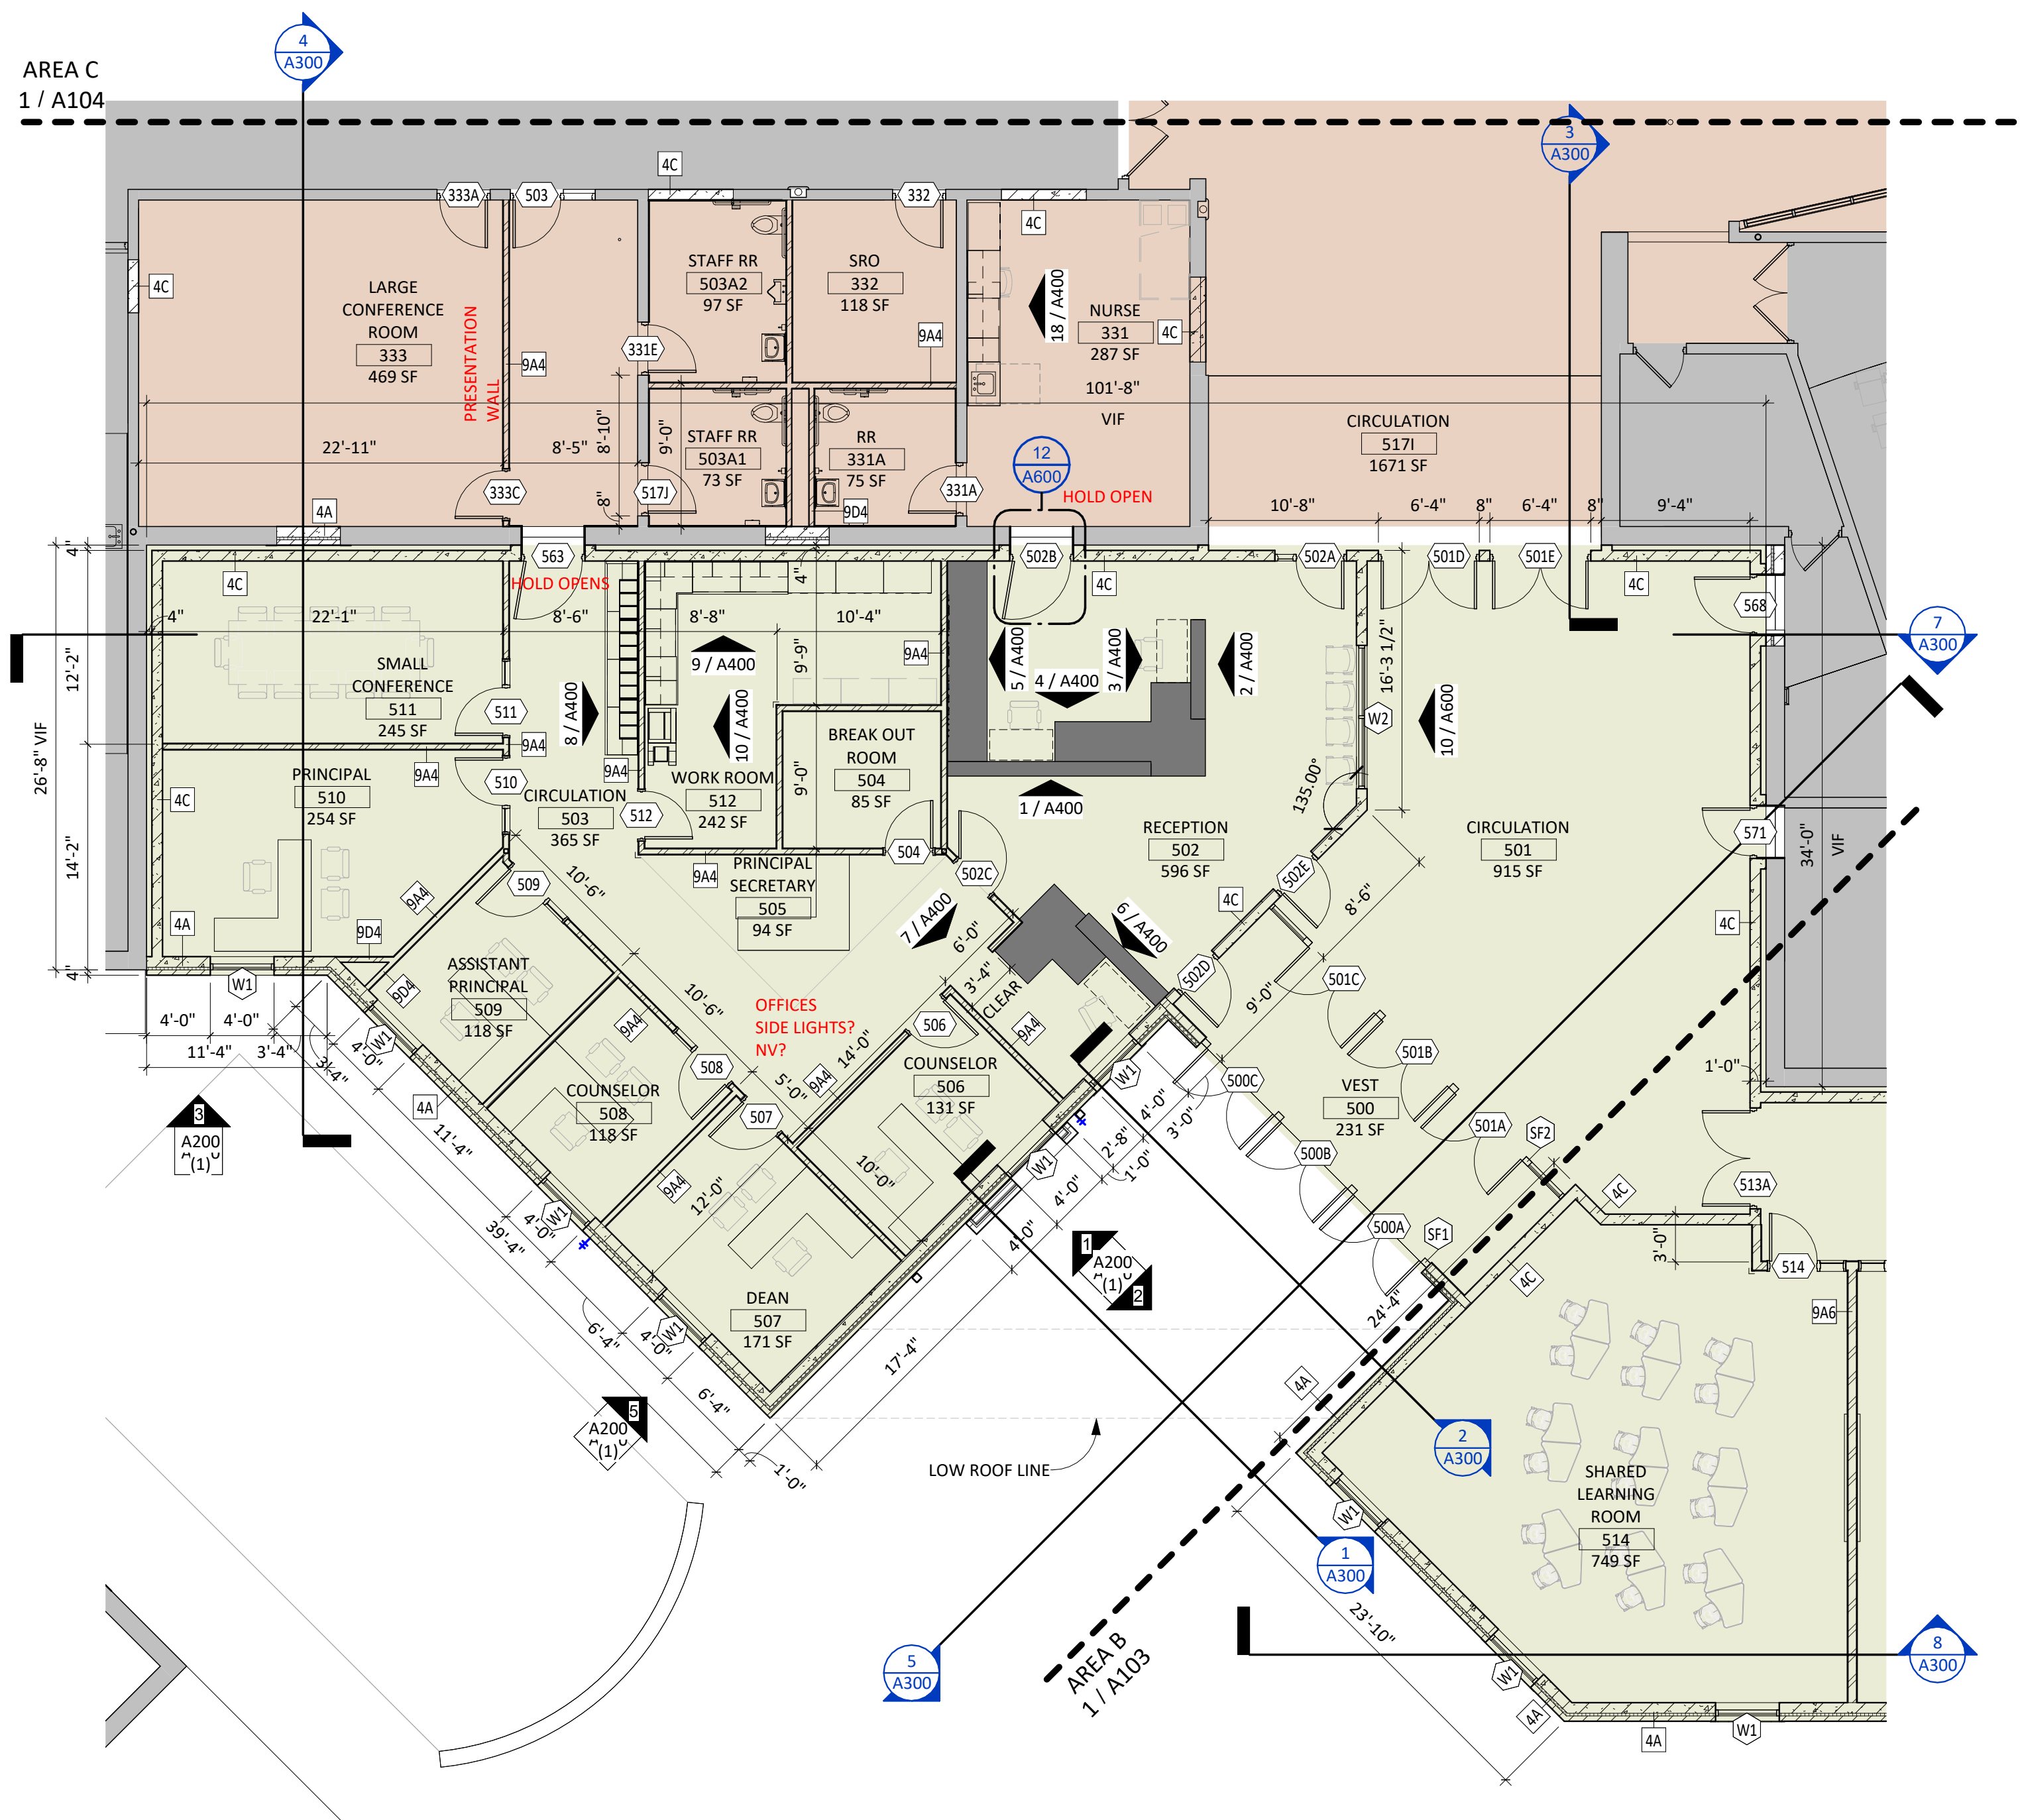 4
A300
AREA C
1 / A104
3
A300
4C
333A
503
332
4C
4C
STAFF RR
503A2
97 SF
SRO
332
118 SF
LARGE
CONFERENCE
ROOM
333
469 SF
PRESENTATION
WALL
18 / A400
NURSE
331
287 SF
4C
9A4
331E
9A4
101'-8"
VIF
22'-11"
8'-5"
8'-10"
9'-0"
8"
STAFF RR
503A1
73 SF
RR
331A
75 SF
CIRCULATION
517I
1671 SF
12
A600
HOLD OPEN
333C
517J
331A
4A
9D4
10'-8"
6'-4"
8"
6'-4"
8"
9'-4"
4"
563
502B
502A
501D
501E
4C
HOLD OPENS
4"
4C
4C
568
4"
22'-1"
8'-6"
8'-8"
10'-4"
7
A300
12'-2"
26'-8" VIF
14'-2"
4"
SMALL
CONFERENCE
511
245 SF
511
9 / A400
9'-9"
9A4
5 / A400
4 / A400
3 / A400
2 / A400
16'-3 1/2"
W2
10 / A600
8 / A400
10 / A400
9A4
9A4
9A4
BREAK OUT
ROOM
504
85 SF
PRINCIPAL
510
254 SF
4C
510
CIRCULATION
503
365 SF
WORK ROOM
512
242 SF
512
9'-0"
1 / A400
135.00°
RECEPTION
502
596 SF
CIRCULATION
501
915 SF
571
34'-0"
VIF
504
9A4
PRINCIPAL
SECRETARY
505
94 SF
502C
502E
509
10'-6"
9A4
4A
9D4
7 / A400
6'-0"
6 / A400
4C
8'-6"
4C
ASSISTANT
PRINCIPAL
509
118 SF
9D4
W1
3'-4"
CLEAR
502D
501C
9'-0"
10'-6"
OFFICES
SIDE LIGHTS?
NV?
506
9A4
4'-0"
4'-0"
11'-4"
3'-4"
3'-4"
W1
4'-0"
9A4
14'-0"
501B
COUNSELOR
506
131 SF
508
5'-0"
9A4
W1
500C
1'-0"
VEST
500
231 SF
COUNSELOR
508
118 SF
4A
507
4'-0"
3'-0"
501A
SF2
3
A200
(1)
11'-4"
2'-8"
1'-0"
500B
9A4
12'-0"
10'-0"
W1
4'-0"
4C
513A
W1
4'-0"
39'-4"
4'-0"
500A
SF1
3'-0"
514
1
A200
(1)
2
4C
DEAN
507
171 SF
24'-4"
9A6
6'-4"
W1
4'-0"
17'-4"
6'-4"
4A
5
A200
(1)
1'-0"
LOW ROOF LINE
2
A300
SHARED
LEARNING
ROOM
514
749 SF
W1
1
A300
23'-10"
AREA B
1 / A103
5
A300
8
A300
W1
4A
4A
W1